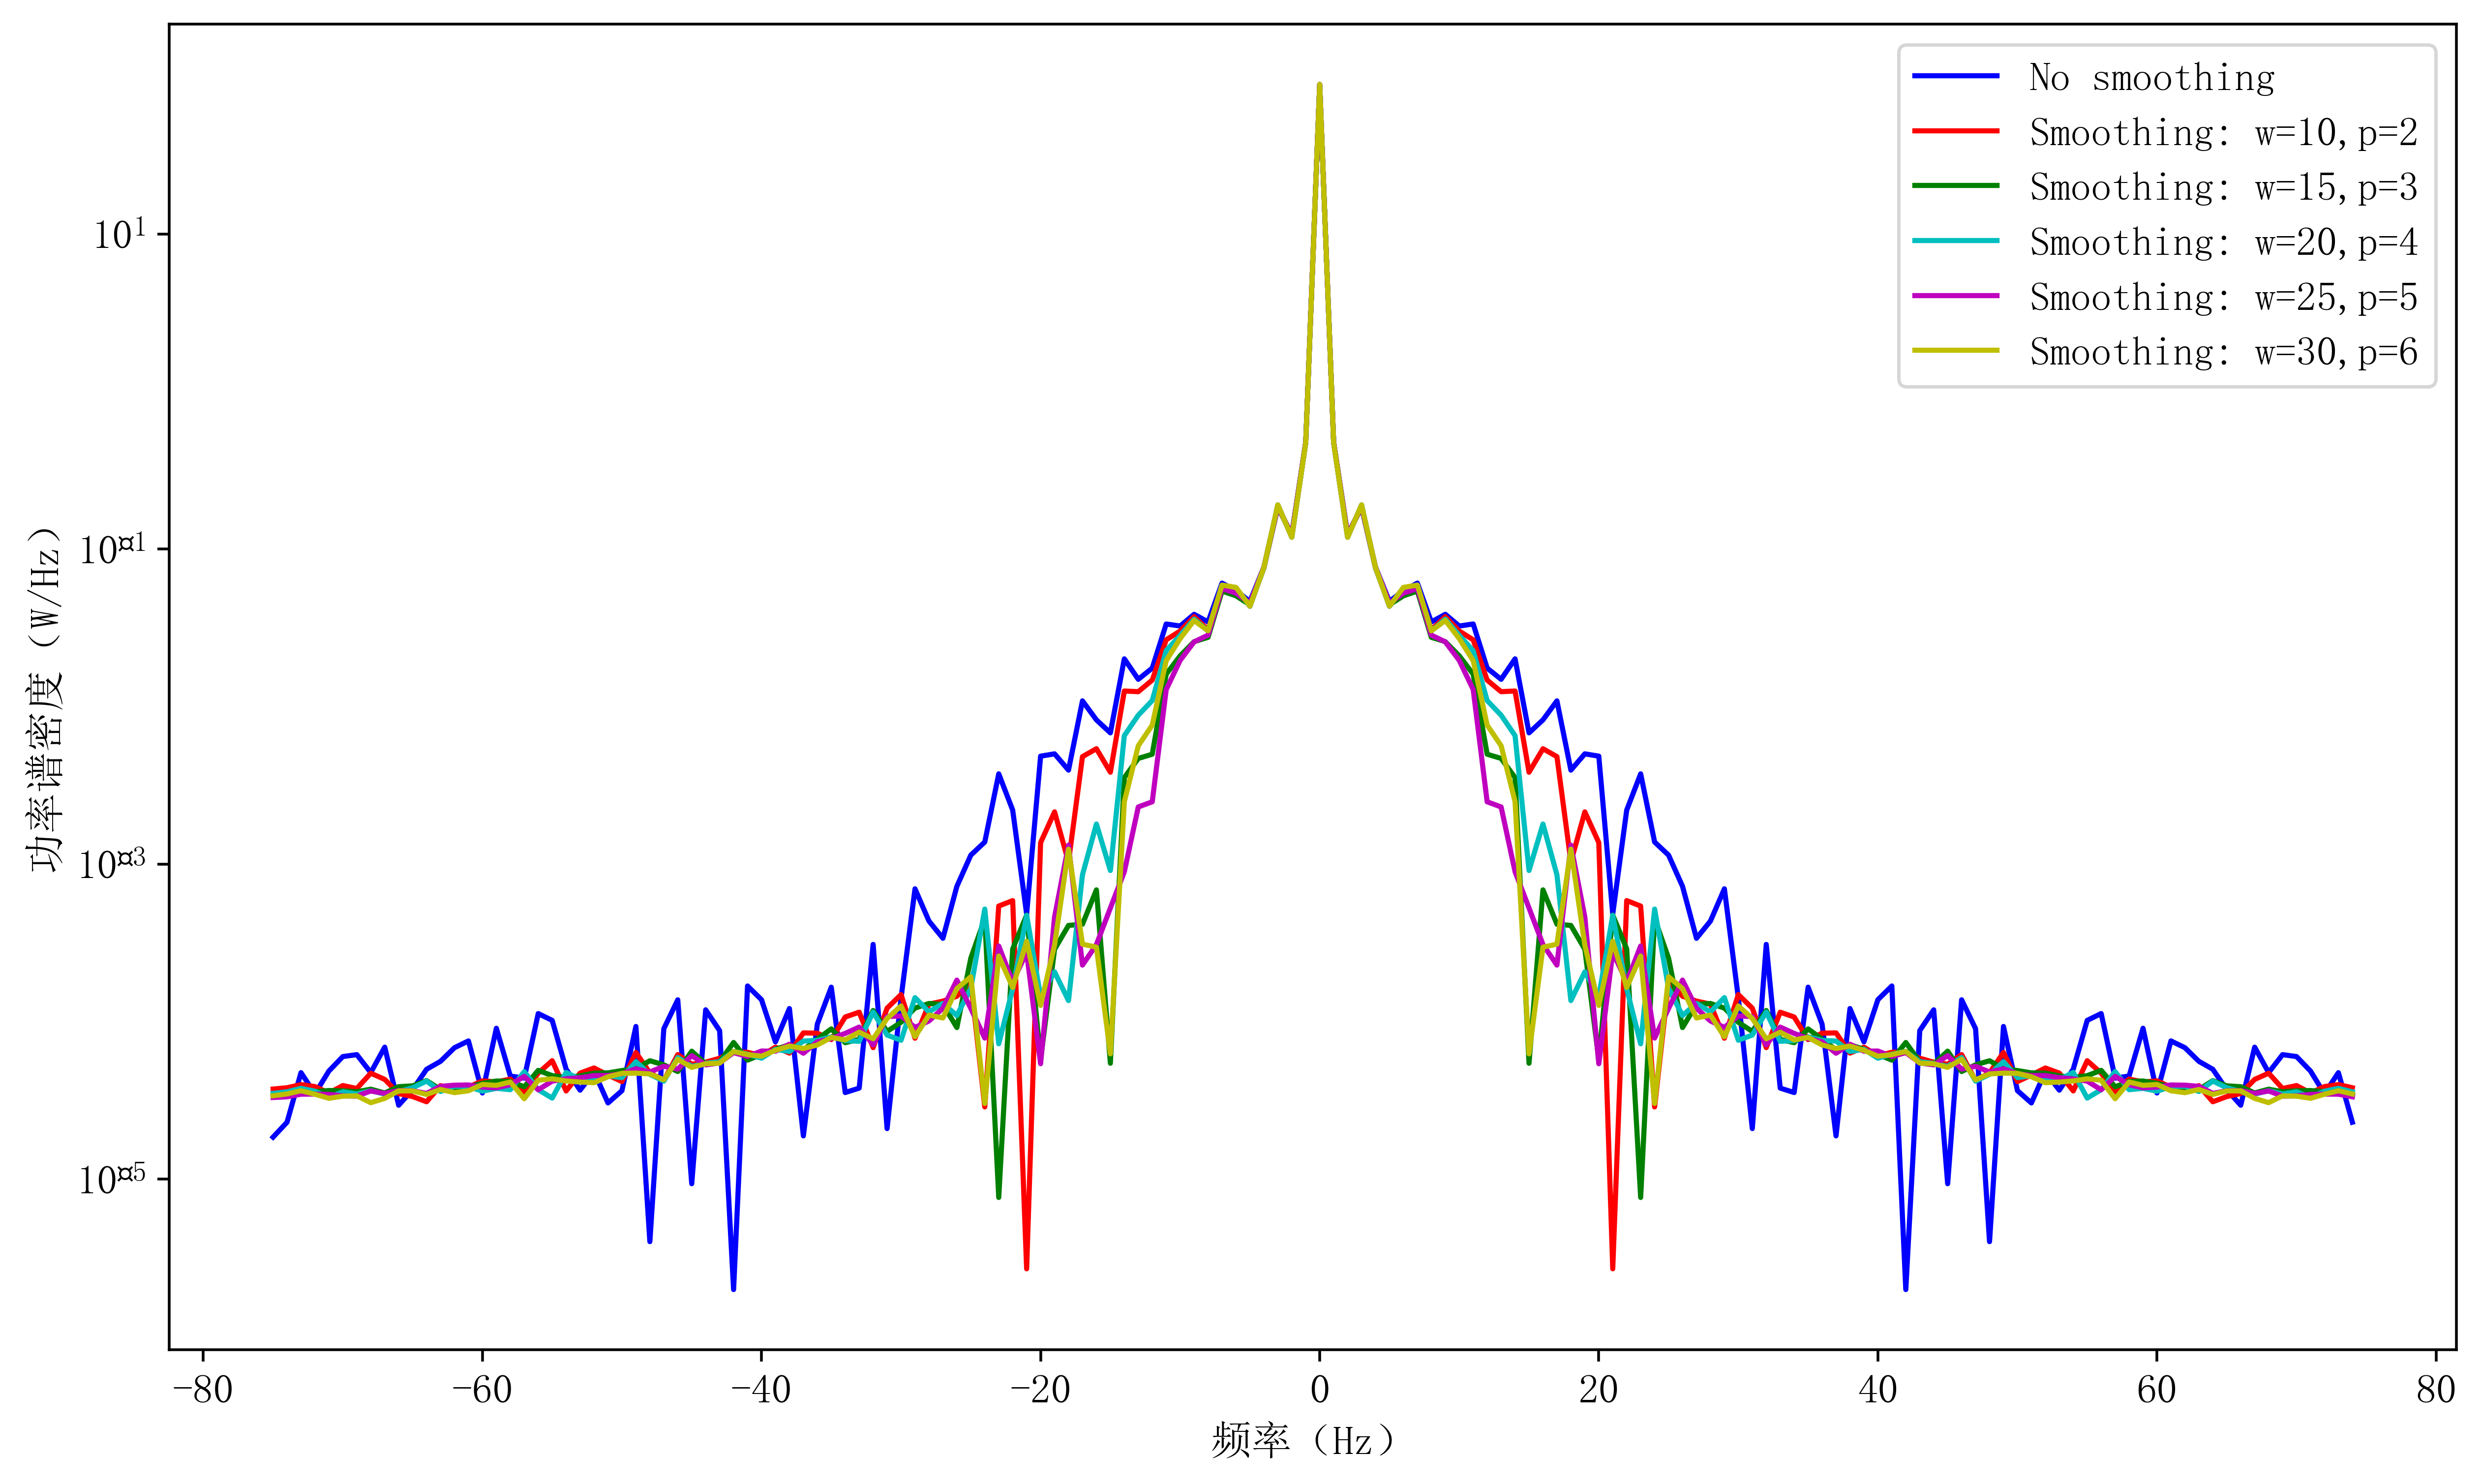 No smoothing
Smoothing: w=10,p=2
Smoothing: w=15,p=3
Smoothing: w=20,p=4
Smoothing: w=25,p=5
Smoothing: w=30,p=6
10¹
10¤¹
10¤³
10¤⁵
功率谱密度（W/Hz）
−80 −60 −40 −20 0 20 40 60 80
频率（Hz）